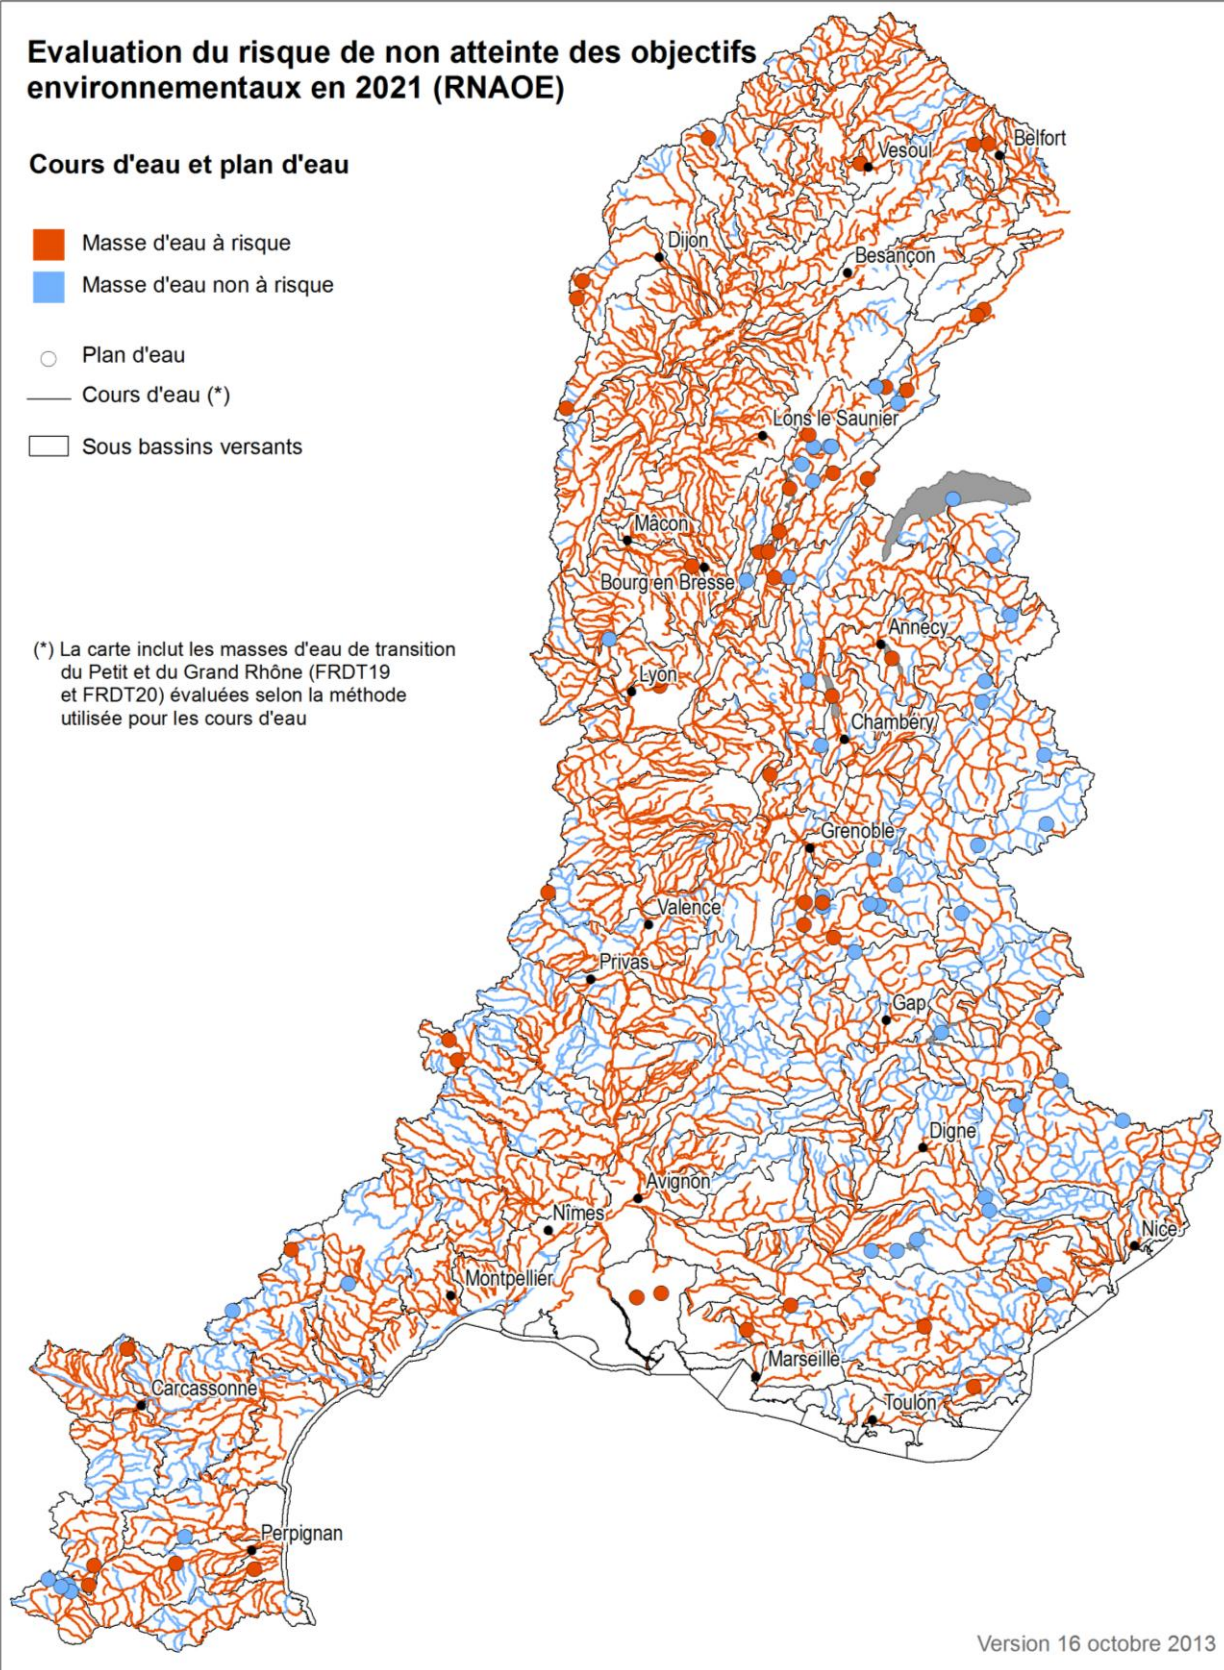 Evaluation du risque de non atteinte des objectifs
environnementaux en 2021 (RNAOE)
Cours d'eau et plan d'eau
Masse d'eau à risque
Masse d'eau non à risque
Plan d'eau
Cours d'eau (*)
Sous bassins versants
(*) La carte inclut les masses d'eau de transition
du Petit et du Grand Rhône (FRDT19
et FRDT20) évaluées selon la méthode
utilisée pour les cours d'eau
Belfort
Vesoul
Dijon
Besançon
Lons le Saunier
Mâcon
Bourg en Bresse
Annecy
Lyon
Chambéry
Grenoble
Valence
Privas
Gap
Digne
Avignon
Nîmes
Nice
Montpellier
Marseille
Carcassonne
Toulon
Perpignan
Version 16 octobre 2013